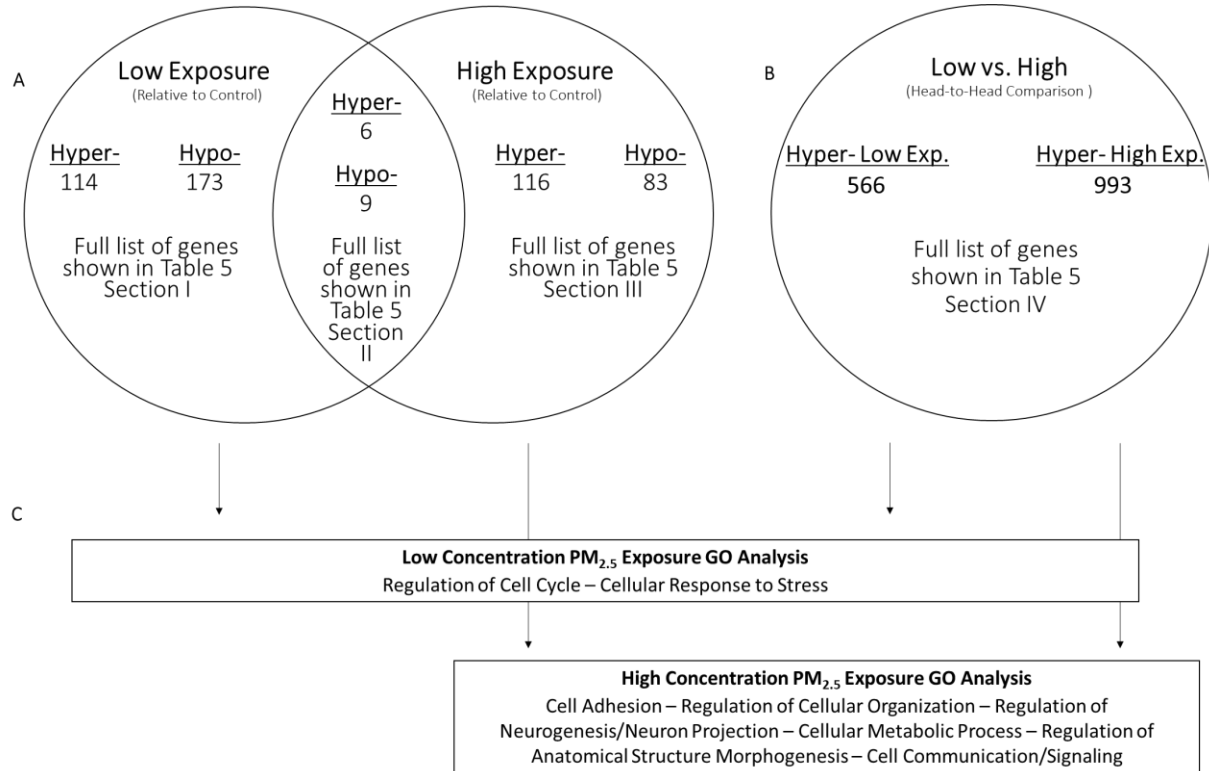 A
Low Exposure
(Relative to Control)
Hyper-
114
Hypo-
173
Full list of genes
shown in Table 5
Section I
Hyper-
6
Hypo-
9
Full list
of genes
shown in
Table 5
Section
II
High Exposure
(Relative to Control)
Hyper-
116
Hypo-
83
Full list of genes
shown in Table 5
Section III
B
Low vs. High
(Head-to-Head Comparison )
Hyper- Low Exp.
566
Hyper- High Exp.
993
Full list of genes
shown in Table 5
Section IV
C
Low Concentration PM2.5 Exposure GO Analysis
Regulation of Cell Cycle – Cellular Response to Stress
High Concentration PM2.5 Exposure GO Analysis
Cell Adhesion – Regulation of Cellular Organization – Regulation of
Neurogenesis/Neuron Projection – Cellular Metabolic Process – Regulation of
Anatomical Structure Morphogenesis – Cell Communication/Signaling